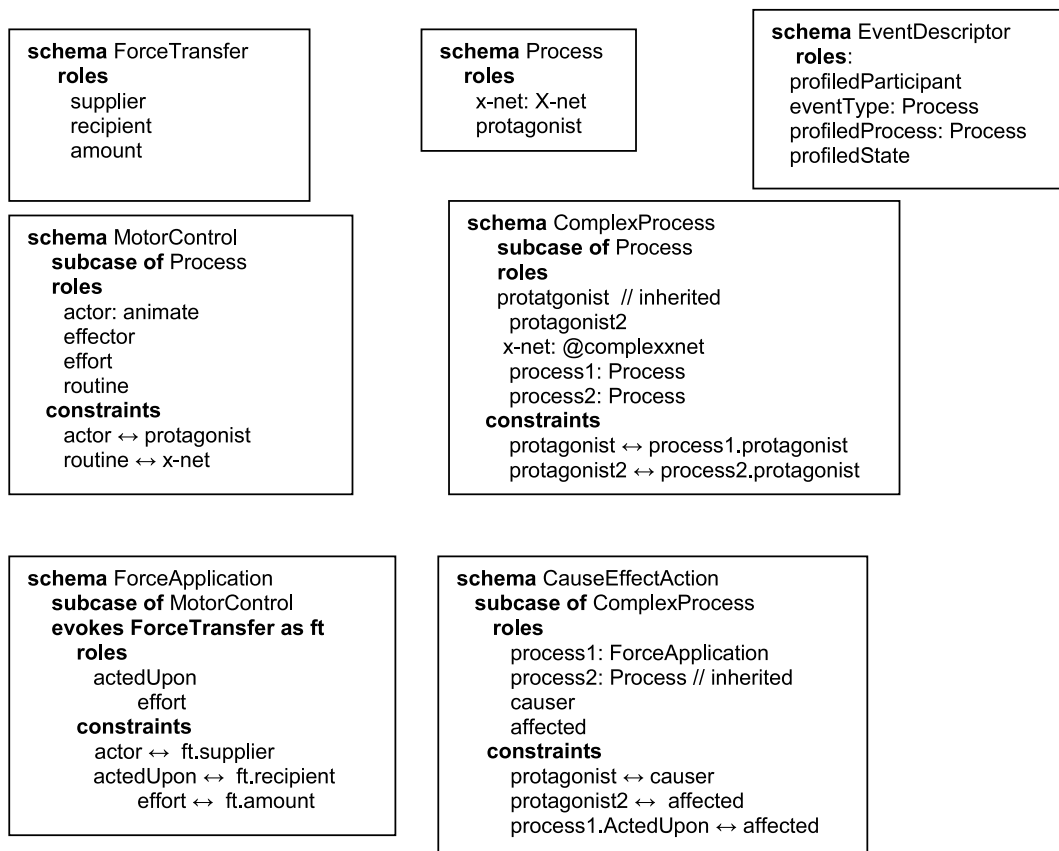 schema ForceTransfer
roles
supplier
recipient
amount
schema Process
roles
x-net: X-net
protagonist
schema EventDescriptor
roles:
profiledParticipant
eventType: Process
profiledProcess: Process
profiledState
schema MotorControl
subcase of Process
roles
actor: animate
effector
effort
routine
constraints
actor ↔ protagonist
routine ↔ x-net
schema ComplexProcess
subcase of Process
roles
protatgonist // inherited
protagonist2
x-net: @complexxnet
process1: Process
process2: Process
constraints
protagonist ↔ process1.protagonist
protagonist2 ↔ process2.protagonist
schema ForceApplication
subcase of MotorControl
evokes ForceTransfer as ft
roles
actedUpon
effort
constraints
actor ↔ ft.supplier
actedUpon ↔ ft.recipient
effort ↔ ft.amount
schema CauseEffectAction
subcase of ComplexProcess
roles
process1: ForceApplication
process2: Process // inherited
causer
affected
constraints
protagonist ↔ causer
protagonist2 ↔ affected
process1.ActedUpon ↔ affected